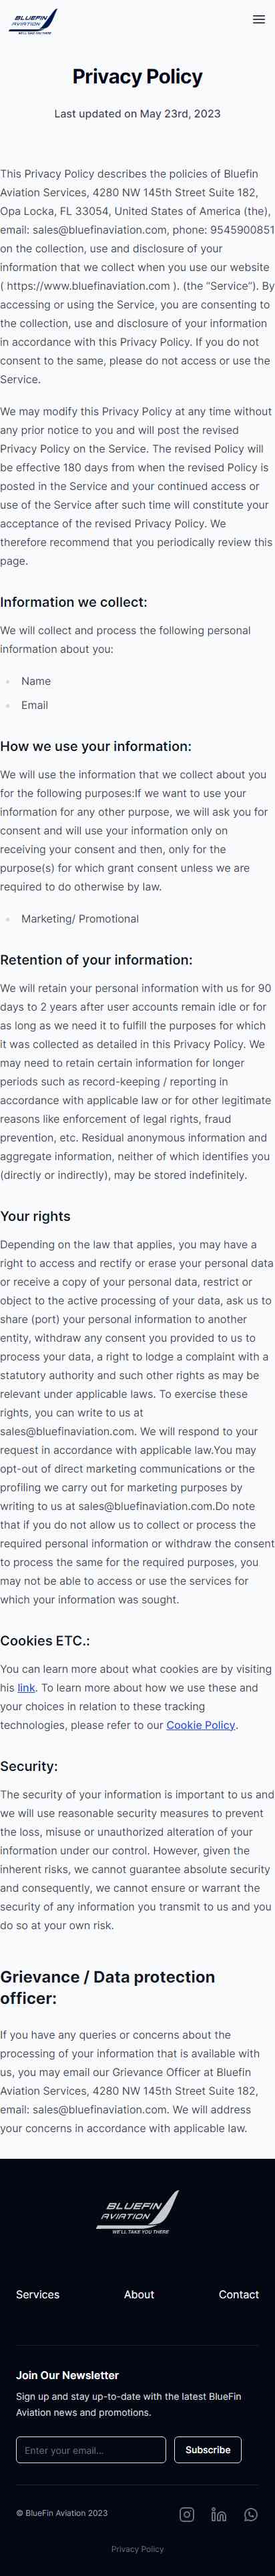 BLUEFIN
AVIATION
WE'LL TAKE YOU THERE
Privacy Policy
Last updated on May 23rd, 2023
This Privacy Policy describes the policies of Bluefin
Aviation Services, 4280 NW 145th Street Suite 182,
Opa Locka, FL 33054, United States of America (the),
email: sales@bluefinaviation.com, phone: 9545900851
on the collection, use and disclosure of your
information that we collect when you use our website
( https://www.bluefinaviation.com ). (the “Service”). By
accessing or using the Service, you are consenting to
the collection, use and disclosure of your information
in accordance with this Privacy Policy. If you do not
consent to the same, please do not access or use the
Service.
We may modify this Privacy Policy at any time without
any prior notice to you and will post the revised
Privacy Policy on the Service. The revised Policy will
be effective 180 days from when the revised Policy is
posted in the Service and your continued access or
use of the Service after such time will constitute your
acceptance of the revised Privacy Policy. We
therefore recommend that you periodically review this
page.
Information we collect:
We will collect and process the following personal
information about you:
Name
Email
How we use your information:
We will use the information that we collect about you
for the following purposes:If we want to use your
information for any other purpose, we will ask you for
consent and will use your information only on
receiving your consent and then, only for the
purpose(s) for which grant consent unless we are
required to do otherwise by law.
Marketing/ Promotional
Retention of your information:
We will retain your personal information with us for 90
days to 2 years after user accounts remain idle or for
as long as we need it to fulfill the purposes for which
it was collected as detailed in this Privacy Policy. We
may need to retain certain information for longer
periods such as record-keeping / reporting in
accordance with applicable law or for other legitimate
reasons like enforcement of legal rights, fraud
prevention, etc. Residual anonymous information and
aggregate information, neither of which identifies you
(directly or indirectly), may be stored indefinitely.
Your rights
Depending on the law that applies, you may have a
right to access and rectify or erase your personal data
or receive a copy of your personal data, restrict or
object to the active processing of your data, ask us to
share (port) your personal information to another
entity, withdraw any consent you provided to us to
process your data, a right to lodge a complaint with a
statutory authority and such other rights as may be
relevant under applicable laws. To exercise these
rights, you can write to us at
sales@bluefinaviation.com. We will respond to your
request in accordance with applicable law.You may
opt-out of direct marketing communications or the
profiling we carry out for marketing purposes by
writing to us at sales@bluefinaviation.com.Do note
that if you do not allow us to collect or process the
required personal information or withdraw the consent
to process the same for the required purposes, you
may not be able to access or use the services for
which your information was sought.
Cookies ETC.:
You can learn more about what cookies are by visiting
his link. To learn more about how we use these and
your choices in relation to these tracking
technologies, please refer to our Cookie Policy.
Security:
The security of your information is important to us and
we will use reasonable security measures to prevent
the loss, misuse or unauthorized alteration of your
information under our control. However, given the
inherent risks, we cannot guarantee absolute security
and consequently, we cannot ensure or warrant the
security of any information you transmit to us and you
do so at your own risk.
Grievance / Data protection
officer:
If you have any queries or concerns about the
processing of your information that is available with
us, you may email our Grievance Officer at Bluefin
Aviation Services, 4280 NW 145th Street Suite 182,
email: sales@bluefinaviation.com. We will address
your concerns in accordance with applicable law.
BLUEFIN
AVIATION
WE'LL TAKE YOU THERE
Services About Contact
Join Our Newsletter
Sign up and stay up-to-date with the latest BlueFin
Aviation news and promotions.
Enter your email... Subscribe
© BlueFin Aviation 2023
Privacy Policy